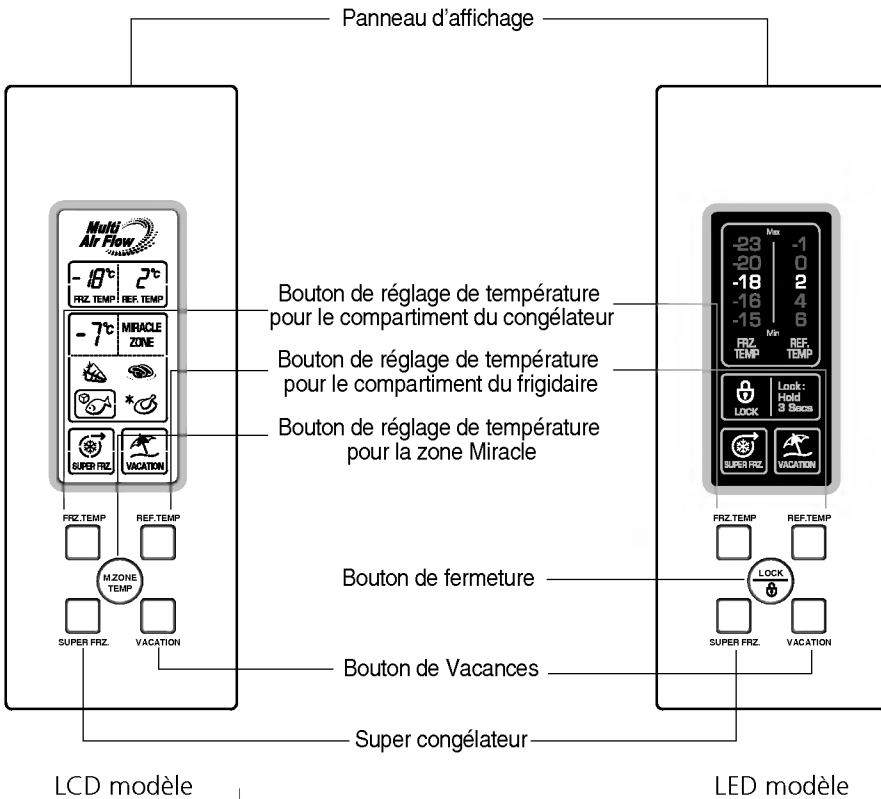 Panneau d'affichage
Multi
Air Flow
- 18°c 2°c
FRZ. TEMP REF. TEMP
- 7°c MIRACLE
ZONE
SUPER FRZ. VACATION
FRZ.TEMP REF.TEMP
M.ZONE
TEMP
SUPER FRZ. VACATION
LCD modèle
Bouton de réglage de température
pour le compartiment du congélateur
Bouton de réglage de température
pour le compartiment du frigidaire
Bouton de réglage de température
pour la zone Miracle
Bouton de fermeture
Bouton de Vacances
Super congélateur
Max
-23 -1
-20 0
-18 2
-16 4
-15 6
Min
FRZ. REF.
TEMP TEMP
LOCK
Lock:
Hold
3 Secs
SUPER FRZ. VACATION
FRZ.TEMP REF.TEMP
LOCK
SUPER FRZ. VACATION
LED modèle